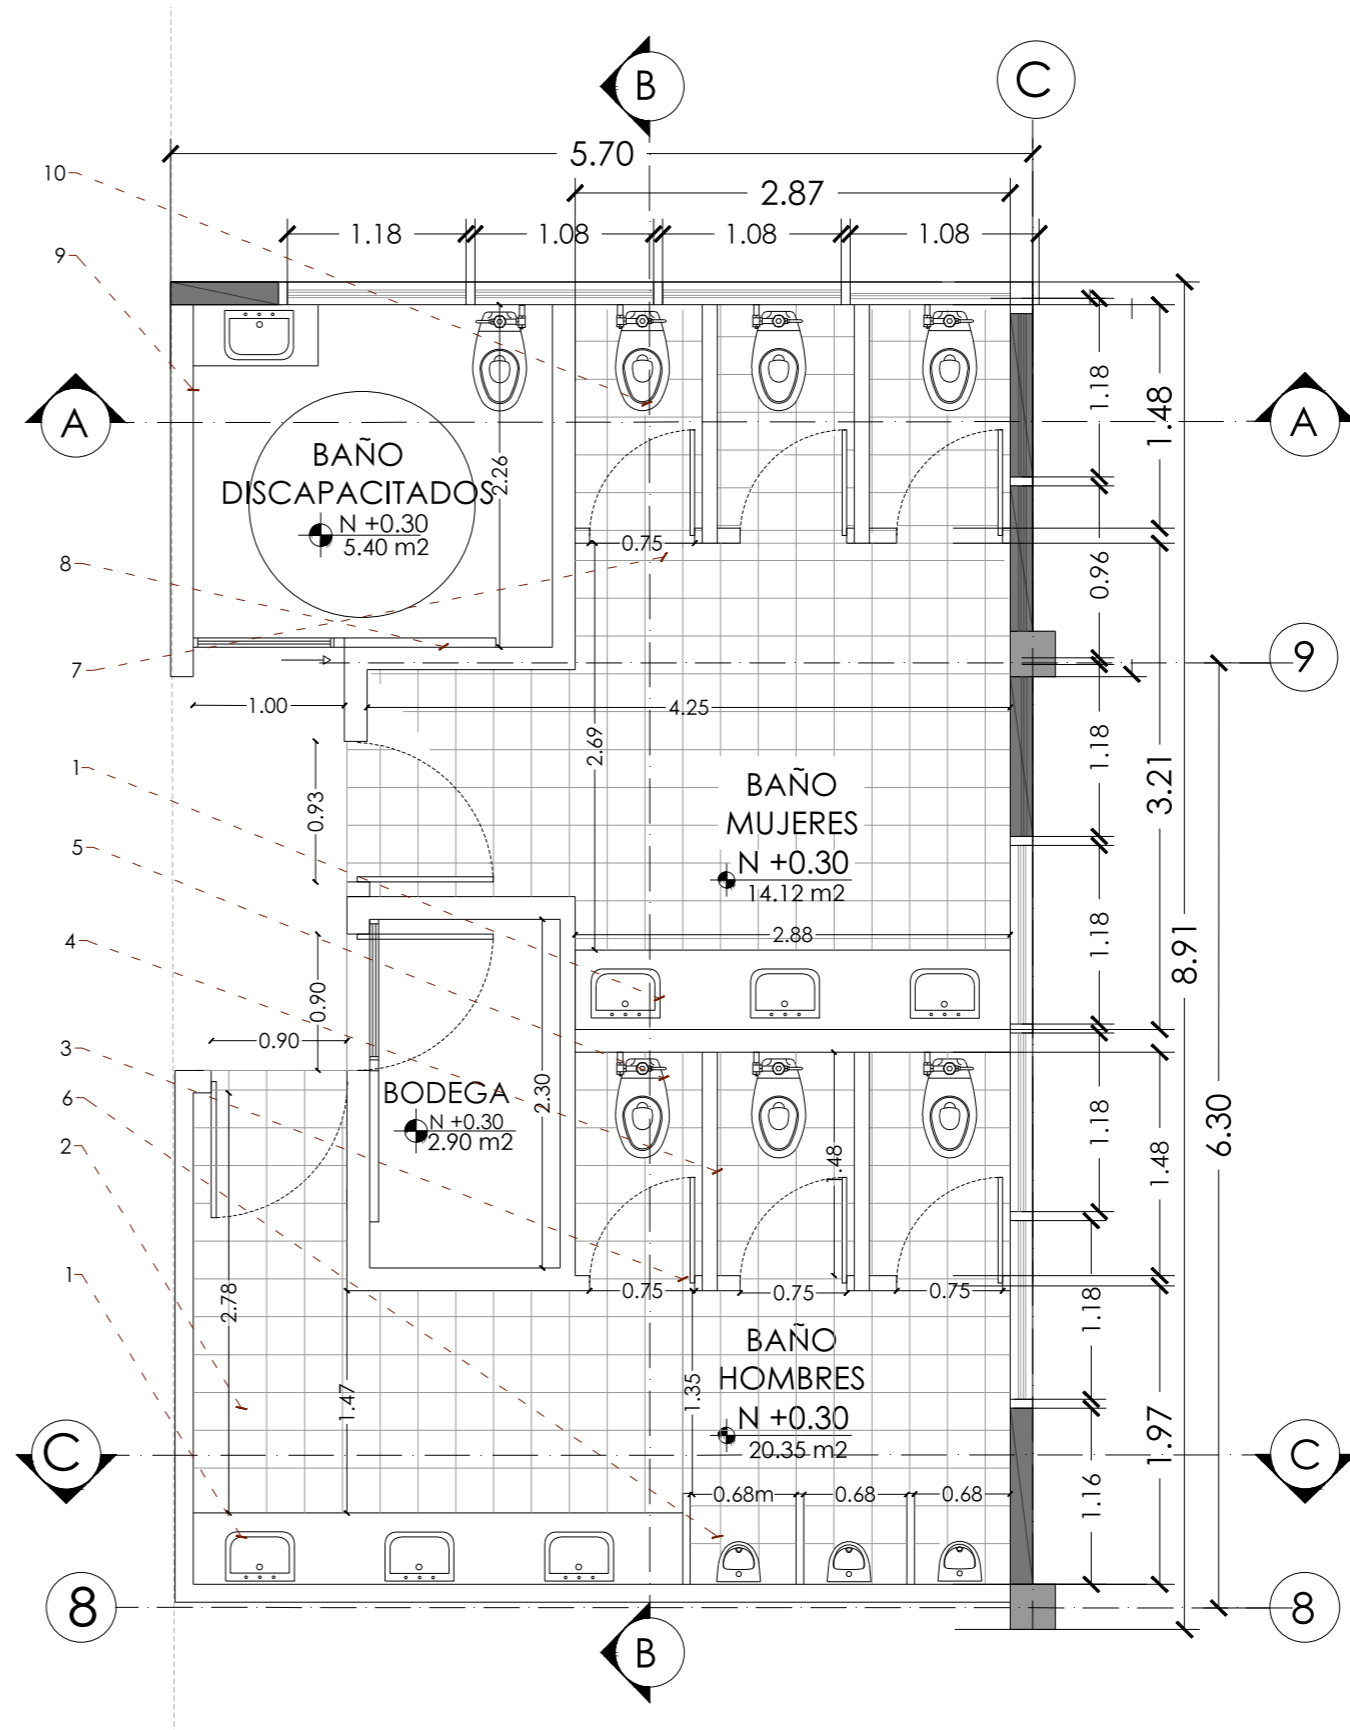 B
C
5.70
10
2.87
1.18
1.08
1.08
1.08
9
A
A
1.18
1.48
BAÑO
DISCAPACITADOS
2.26
N +0.30
5.40 m2
0.75
8
0.96
7
9
1.00
4.25
2.69
1.18
1
0.93
BAÑO
MUJERES
3.21
5
N +0.30
14.12 m2
4
2.88
1.18
8.91
0.90
0.90
3
BODEGA
2.30
6
N +0.30
2.90 m2
1.18
6.30
2
1.48
1.48
1
2.78
0.75
0.75
0.75
1.18
BAÑO
HOMBRES
1.47
1.35
N +0.30
20.35 m2
1.97
C
C
0.68m
0.68
0.68
1.16
8
8
B